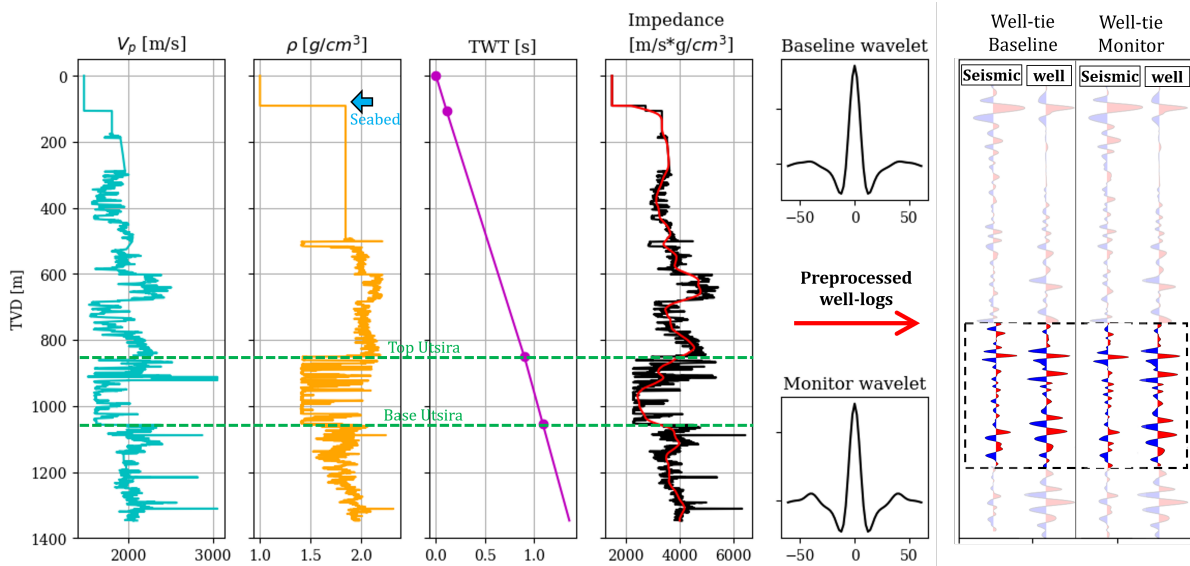 V_p [m/s]
ρ [g/cm³]
TWT [s]
Impedance
[m/s*g/cm³]
Baseline wavelet
Well-tie
Baseline
Well-tie
Monitor
Seismic
well
Seismic
well
Seabed
TVD [m]
0
200
400
600
800
1000
1200
1400
Top Utsira
Base Utsira
−50
0
50
Preprocessed
well-logs
Monitor wavelet
2000
3000
1.0
1.5
2.0
0.0
0.5
1.0
2000
4000
6000
−50
0
50